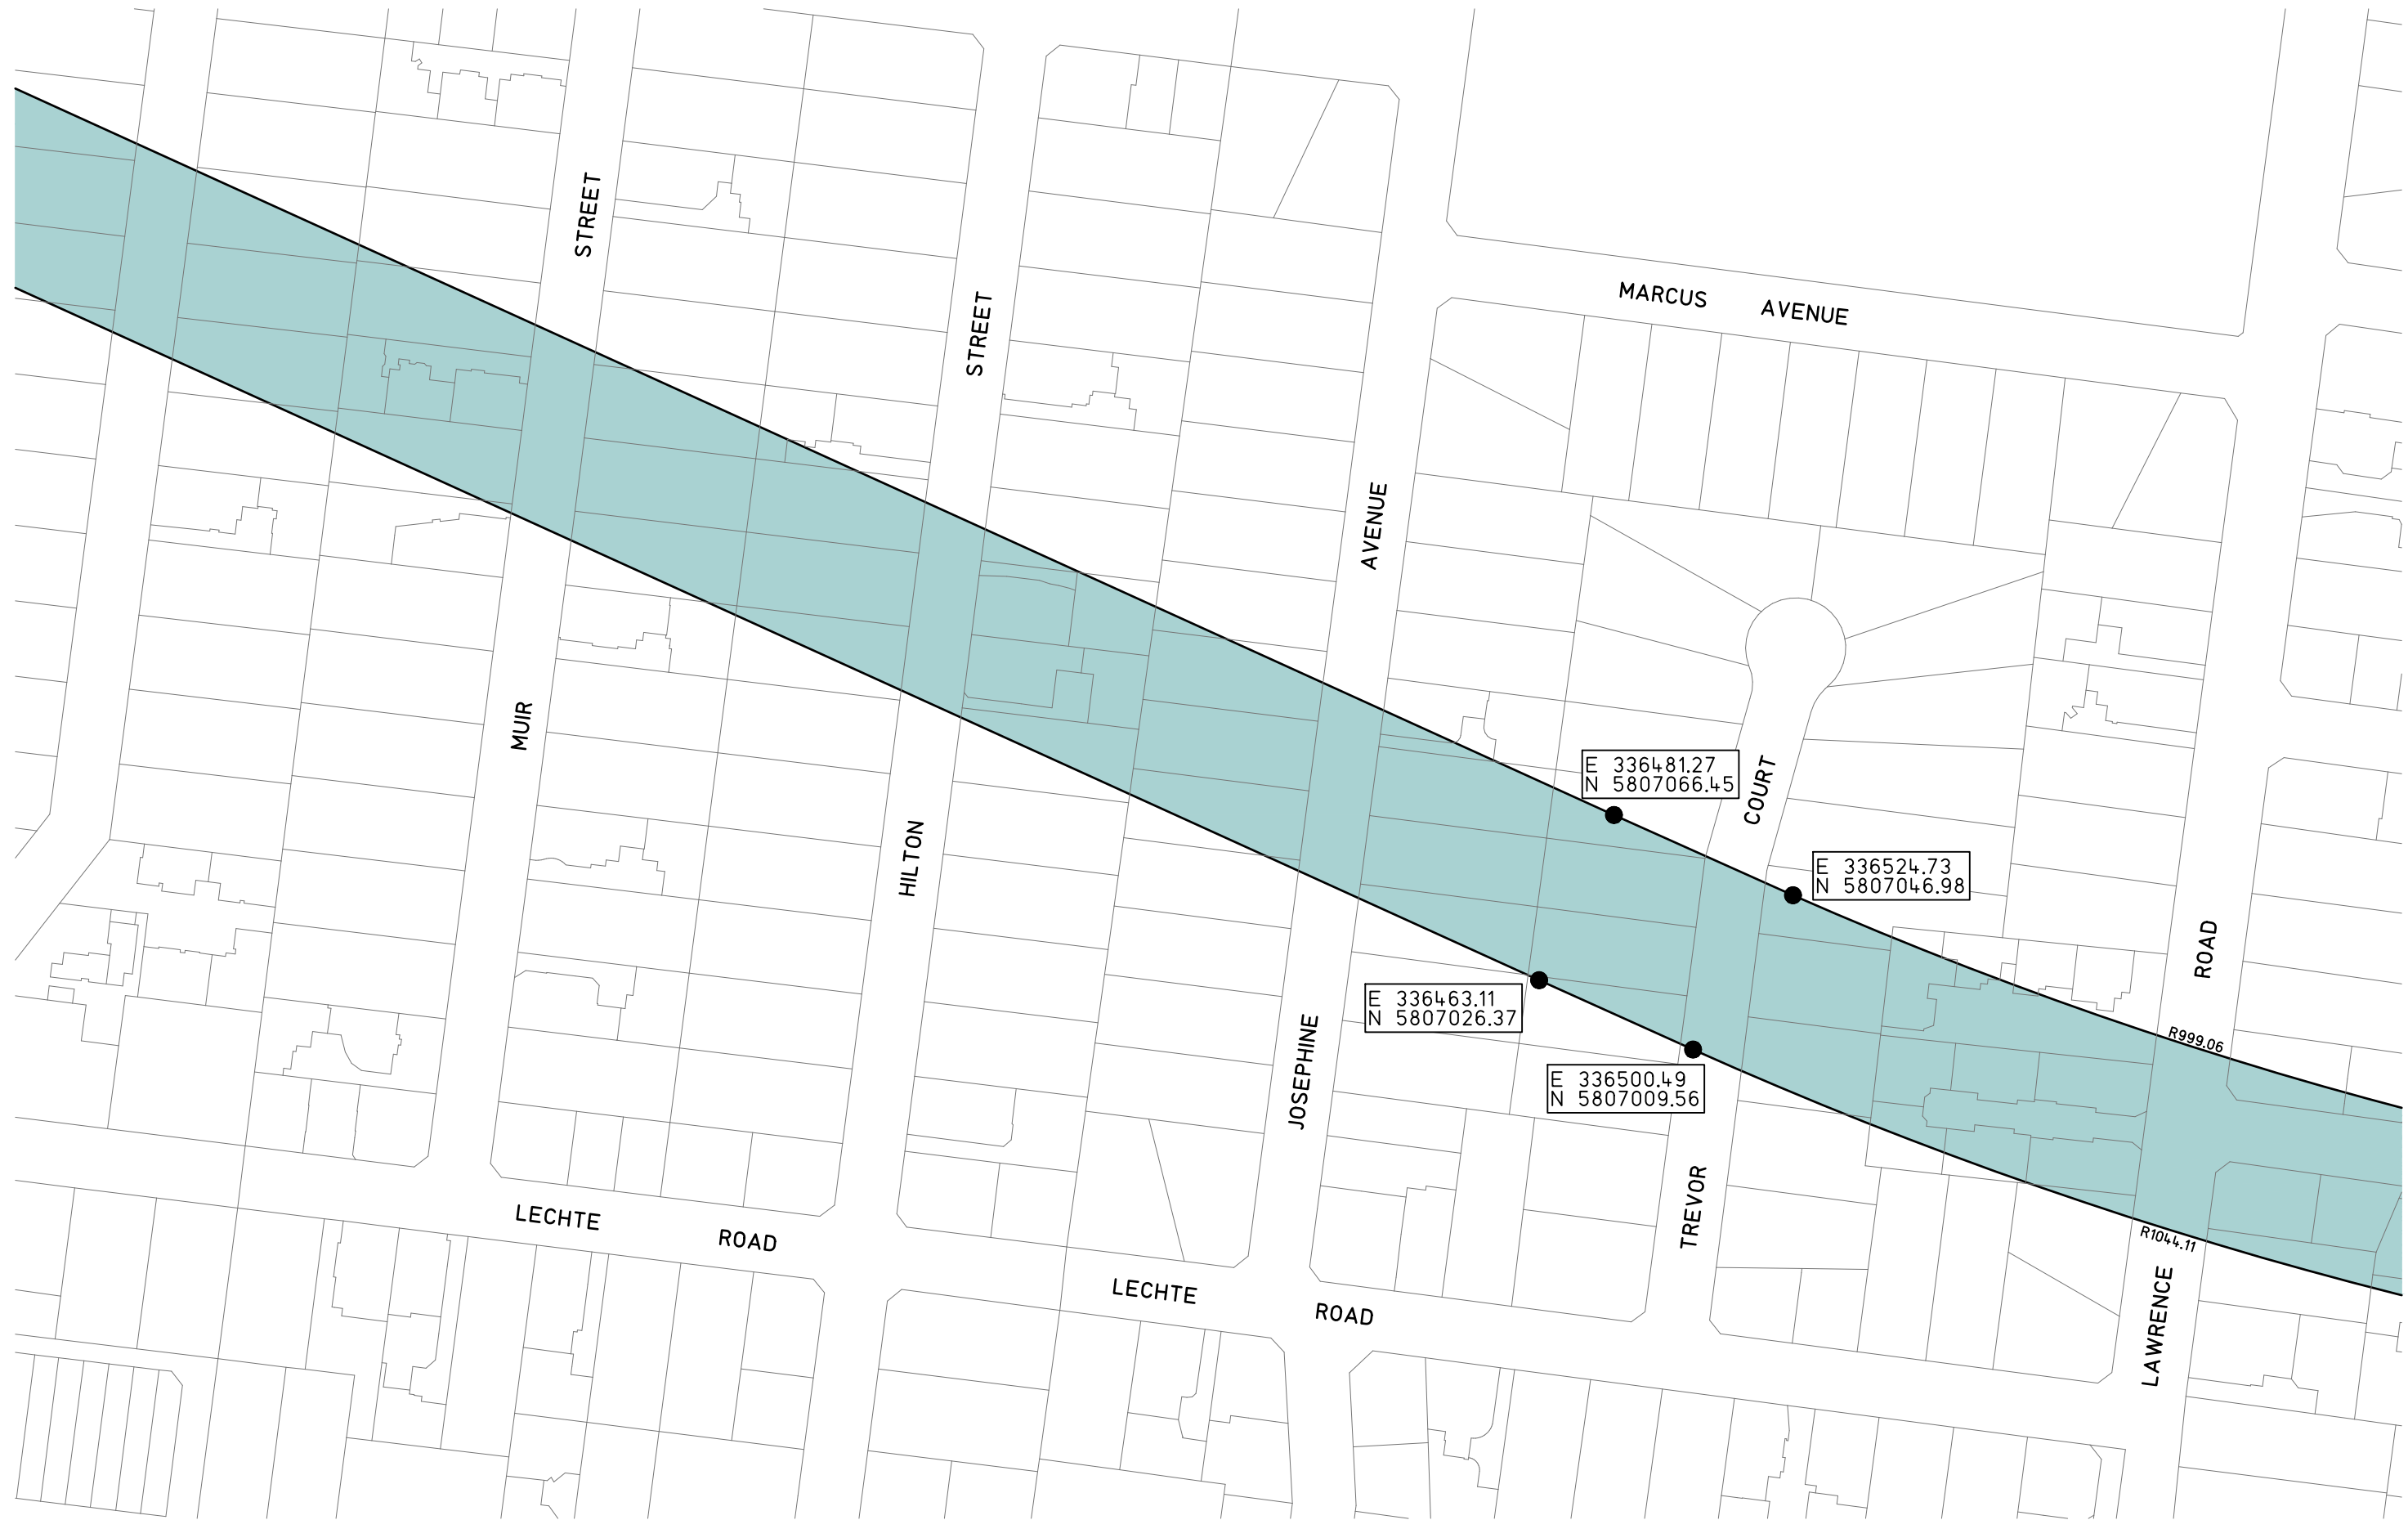 STREET
STREET
MARCUS AVENUE
AVENUE
MUIR
E 336481.27
N 5807066.45
COURT
HILTON
E 336524.73
N 5807046.98
ROAD
E 336463.11
N 5807026.37
JOSEPHINE
R999.06
E 336500.49
N 5807009.56
TREVOR
LECHTE ROAD
R1044.11
LECHTE ROAD
LAWRENCE